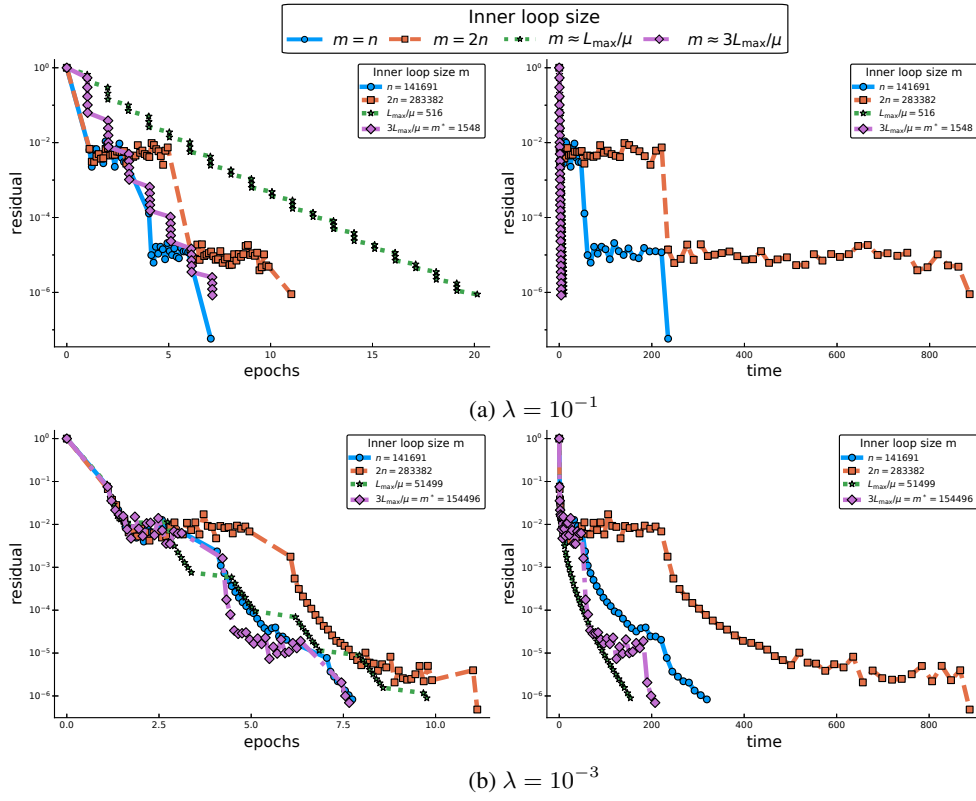 Inner loop size
m = n m = 2n m ≈ L_max/μ m ≈ 3L_max/μ
10^0
10^−2
10^−4
10^−6
residual
0 5 10 15 20
epochs
Inner loop size m
n = 141691
2n = 283382
L_max/μ = 516
3L_max/μ = m* = 1548
10^0
10^−2
10^−4
10^−6
residual
0 200 400 600 800
time
Inner loop size m
n = 141691
2n = 283382
L_max/μ = 516
3L_max/μ = m* = 1548
(a) λ = 10^−1
10^0
10^−1
10^−2
10^−3
10^−4
10^−5
10^−6
residual
0.0 2.5 5.0 7.5 10.0
epochs
Inner loop size m
n = 141691
2n = 283382
L_max/μ = 51499
3L_max/μ = m* = 154496
10^0
10^−1
10^−2
10^−3
10^−4
10^−5
10^−6
residual
0 200 400 600 800
time
Inner loop size m
n = 141691
2n = 283382
L_max/μ = 51499
3L_max/μ = m* = 154496
(b) λ = 10^−3